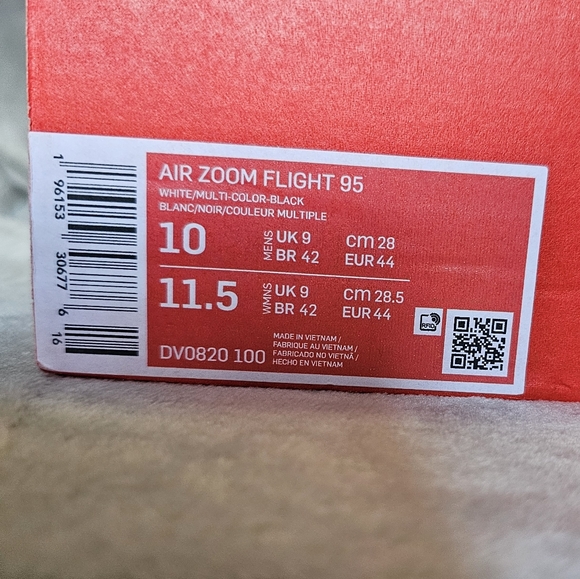 AIR ZOOM FLIGHT 95
WHITE/MULTI-COLOR-BLACK
BLANC/NOIR/COULEUR MULTIPLE
10 MENS UK 9 cm 28
BR 42 EUR 44
11.5 WMNS UK 9 cm 28.5
BR 42 EUR 44
DV0820 100
MADE IN VIETNAM /
FABRIQUE AU VIETNAM /
FABRICADO NO VIETNÃ /
HECHO EN VIETNAM
RFID
1 96153 30677 6
16